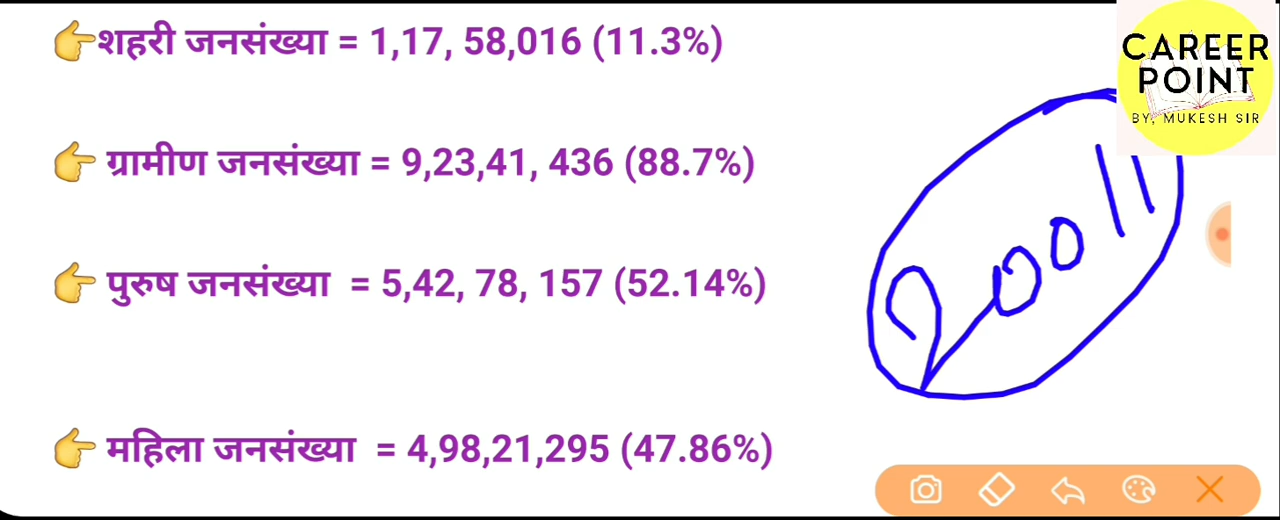 👉शहरी जनसंख्या = 1,17, 58,016 (11.3%)
👉 ग्रामीण जनसंख्या = 9,23,41, 436 (88.7%)
👉 पुरुष जनसंख्या = 5,42, 78, 157 (52.14%)
👉 महिला जनसंख्या = 4,98,21,295 (47.86%)
20011
CAREER
POINT
BY, MUKESH SIR